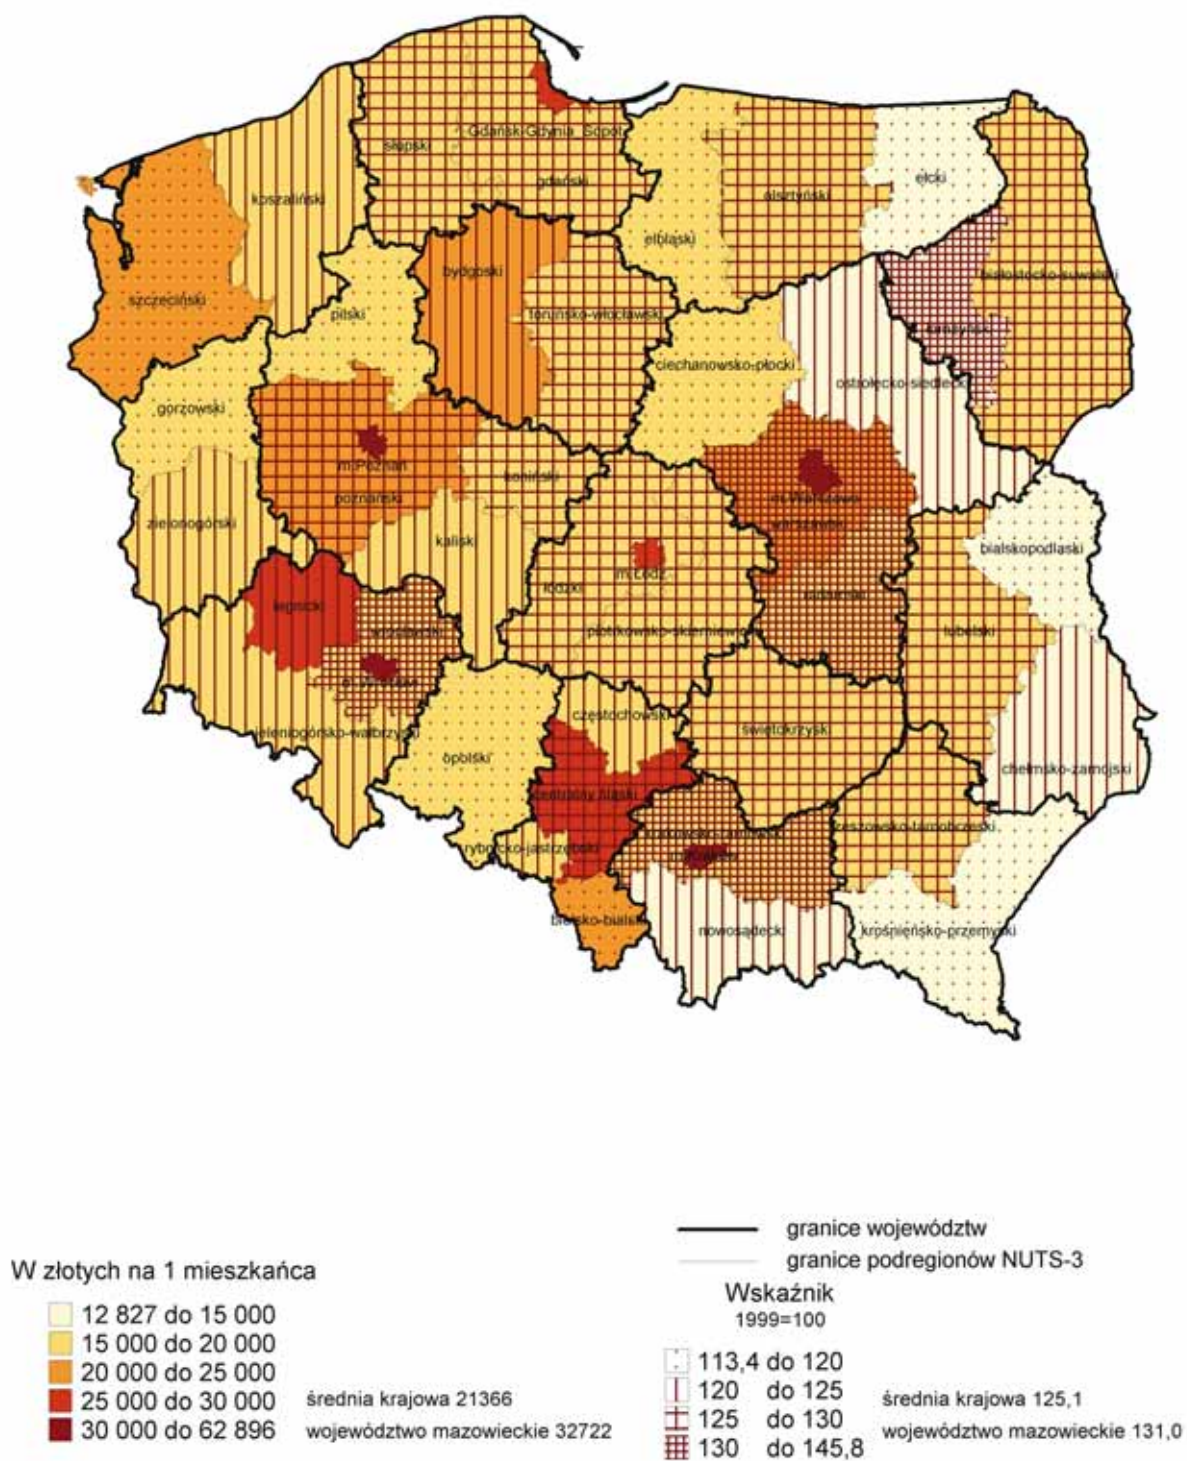 Gdańsk-Gdynia_Sopot
słupski
gdański
ełcki
olsztyński
koszaliński
elbląski
białostocko-suwalski
bydgoski
szczeciński
pilski
toruńsko-włocławski
łomżyński
ciechanowsko-płocki
ostrołęcko-siedlecki
gorzowski
m.Poznań
koniński
poznański
m.Warszawa
zielonogórski
warszawski
kaliski
bialskopodlaski
m.Łódź
łódzki
radomski
legnicki
wrocławski
piotrkowsko-skierniewicki
lubelski
m.Wrocław
częstochowski
jeleniogórsko-wałbrzyski
świętokrzysk
opolski
chełmsko-zamojski
centralny śląski
rzeszowsko-tarnobrzeski
krakowsko-tarnowski
rybnicko-jastrzębski
m.Kraków
bielsko-bialski
nowosądecki
krośnieńsko-przemyski
granice województw
granice podregionów NUTS-3
W złotych na 1 mieszkańca
12 827 do 15 000
15 000 do 20 000
20 000 do 25 000
25 000 do 30 000
30 000 do 62 896
średnia krajowa 21366
województwo mazowieckie 32722
Wskaźnik
1999=100
113,4 do 120
120 do 125
125 do 130
130 do 145,8
średnia krajowa 125,1
województwo mazowieckie 131,0